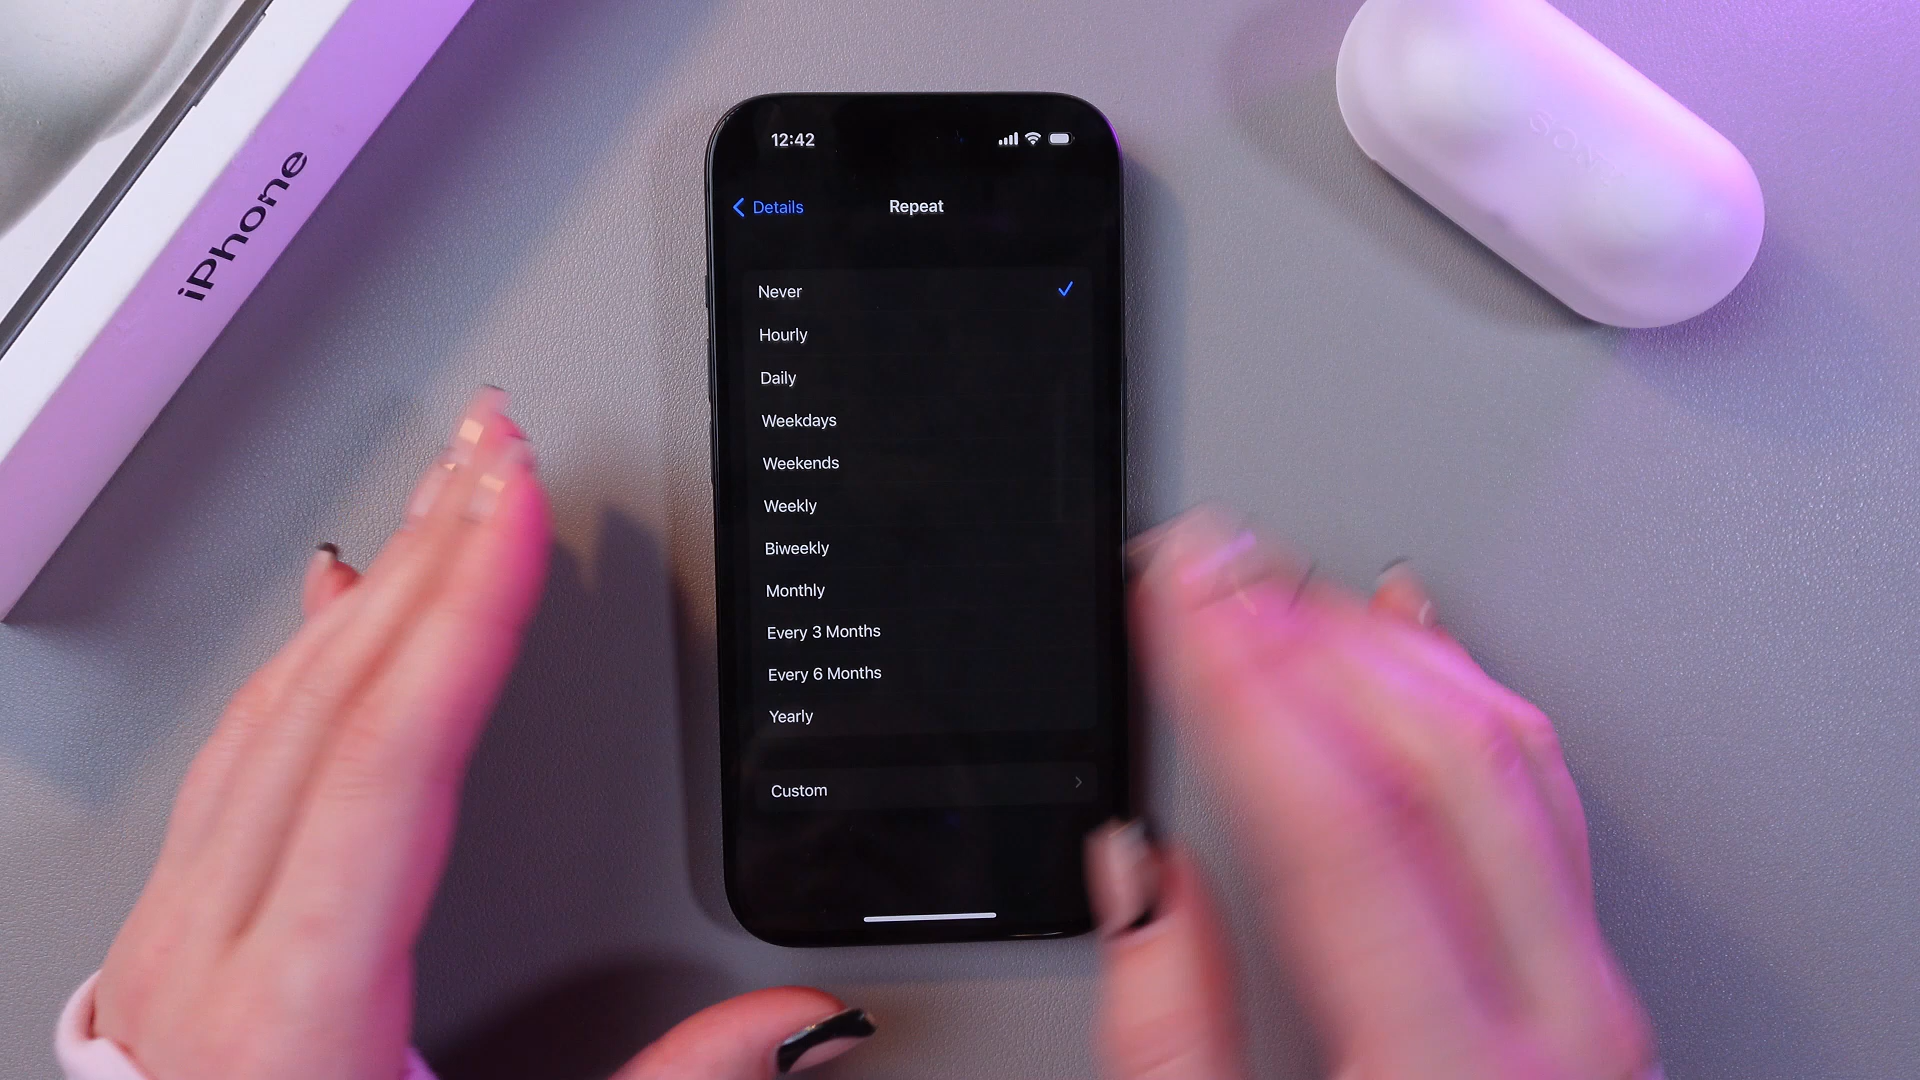 iPhone
SONY
12:42
Details
Repeat
Never
Hourly
Daily
Weekdays
Weekends
Weekly
Biweekly
Monthly
Every 3 Months
Every 6 Months
Yearly
Custom